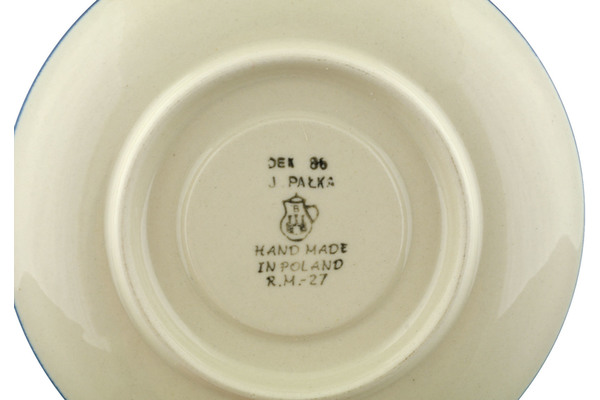 DEK 86
J. PAŁKA
B
HAND MADE
IN POLAND
R.M.-27